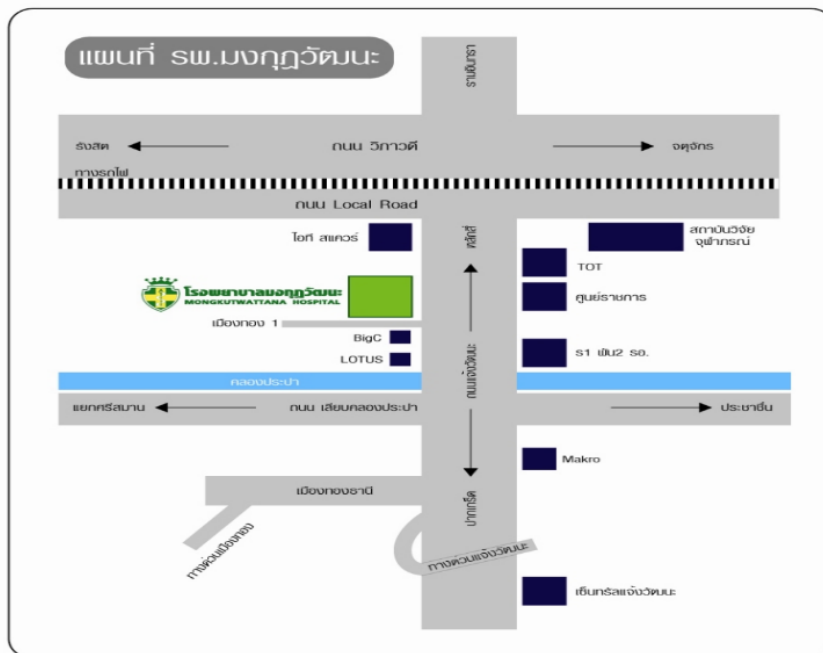 แผนที่ รพ.มงกุฎวัฒนะ
รามอินทรา
รังสิต
ถนน วิภาวดี
จตุจักร
ทางรถไฟ
ถนน Local Road
ไอที สแควร์
หลักสี่
สถาบันวิจัย
จุฬาภรณ์
TOT
โรงพยาบาลมงกุฎวัฒนะ
MONGKUTWATTANA HOSPITAL
ศูนย์ราชการ
เมืองทอง 1
BigC
LOTUS
ถนนแจ้งวัฒนะ
ร1 พัน2 รอ.
คลองประปา
แยกศรีสมาน
ถนน เลียบคลองประปา
ประชาชื่น
Makro
เมืองทองธานี
ปากเกร็ด
ทางด่วนเมืองทอง
ทางด่วนแจ้งวัฒนะ
เซ็นทรัลแจ้งวัฒนะ